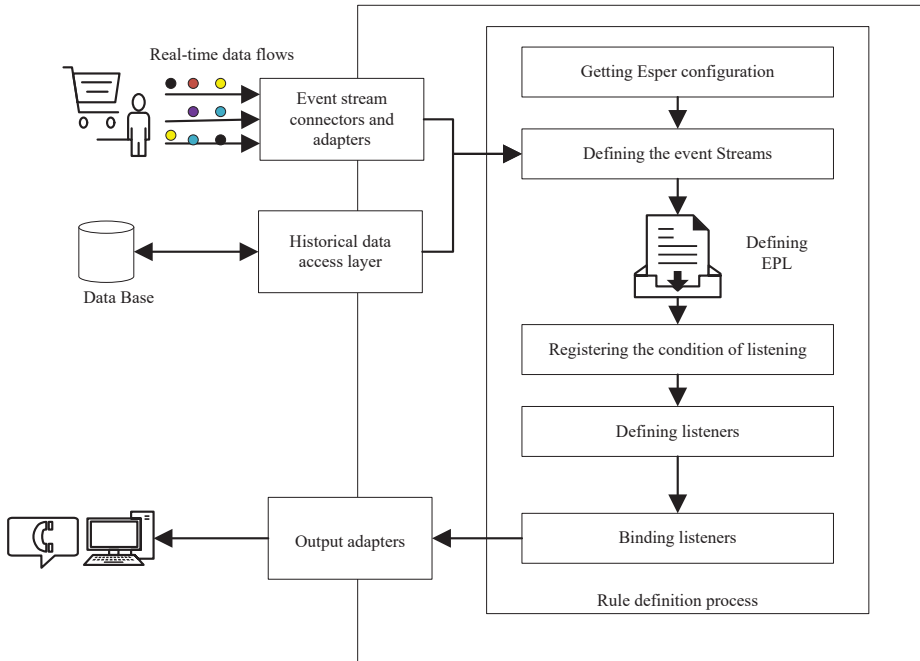 Real-time data flows
Event stream
connectors and
adapters
Historical data
access layer
Data Base
Getting Esper configuration
Defining the event Streams
Defining
EPL
Registering the condition of listening
Defining listeners
Binding listeners
Output adapters
Rule definition process